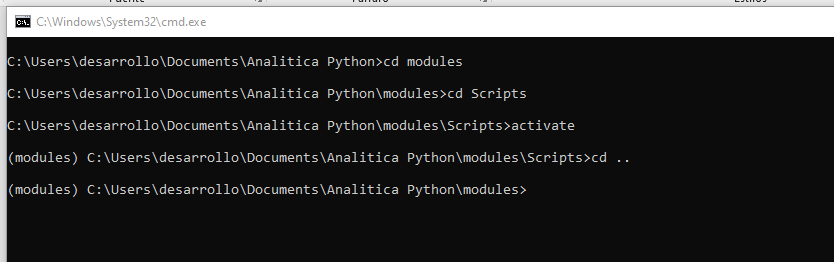 C:\Windows\System32\cmd.exe
C:\Users\desarrollo\Documents\Analitica Python>cd modules
C:\Users\desarrollo\Documents\Analitica Python\modules>cd Scripts
C:\Users\desarrollo\Documents\Analitica Python\modules\Scripts>activate
(modules) C:\Users\desarrollo\Documents\Analitica Python\modules\Scripts>cd ..
(modules) C:\Users\desarrollo\Documents\Analitica Python\modules>